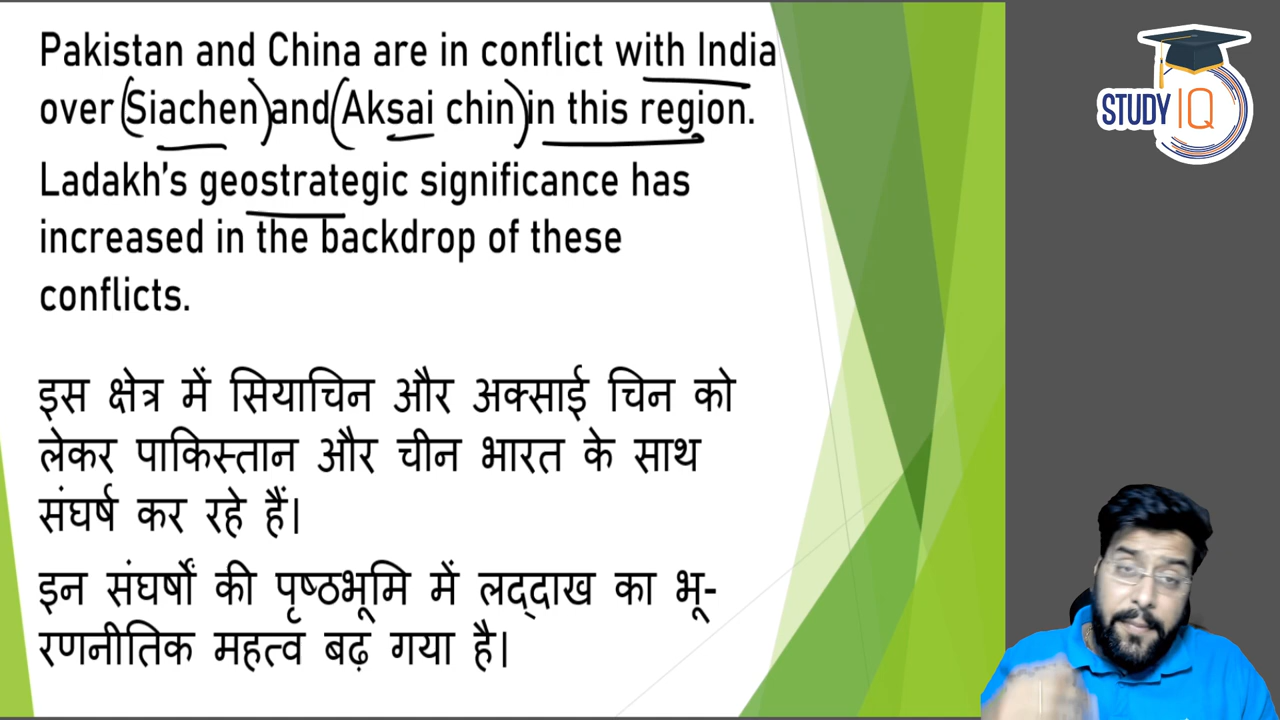 Pakistan and China are in conflict with India
over (Siachen) and (Aksai chin) in this region.
Ladakh's geostrategic significance has
increased in the backdrop of these
conflicts.
इस क्षेत्र में सियाचिन और अक्साई चिन को
लेकर पाकिस्तान और चीन भारत के साथ
संघर्ष कर रहे हैं।
इन संघर्षों की पृष्ठभूमि में लद्दाख का भू-
रणनीतिक महत्व बढ़ गया है।
STUDY IQ